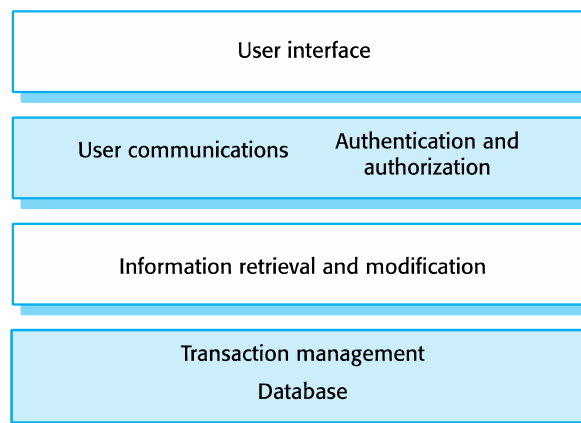 User interface
User communications
Authentication and
authorization
Information retrieval and modification
Transaction management
Database